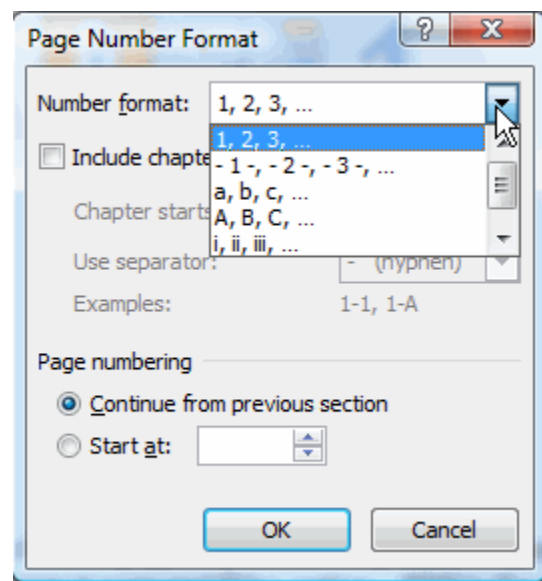 Page Number Format
Number format: 1, 2, 3, ...
1, 2, 3, ...
Include chapte
- 1 -, - 2 -, - 3 -, ...
a, b, c, ...
Chapter starts
A, B, C, ...
i, ii, iii, ...
Use separator: - (hyphen)
Examples: 1-1, 1-A
Page numbering
Continue from previous section
Start at:
OK Cancel